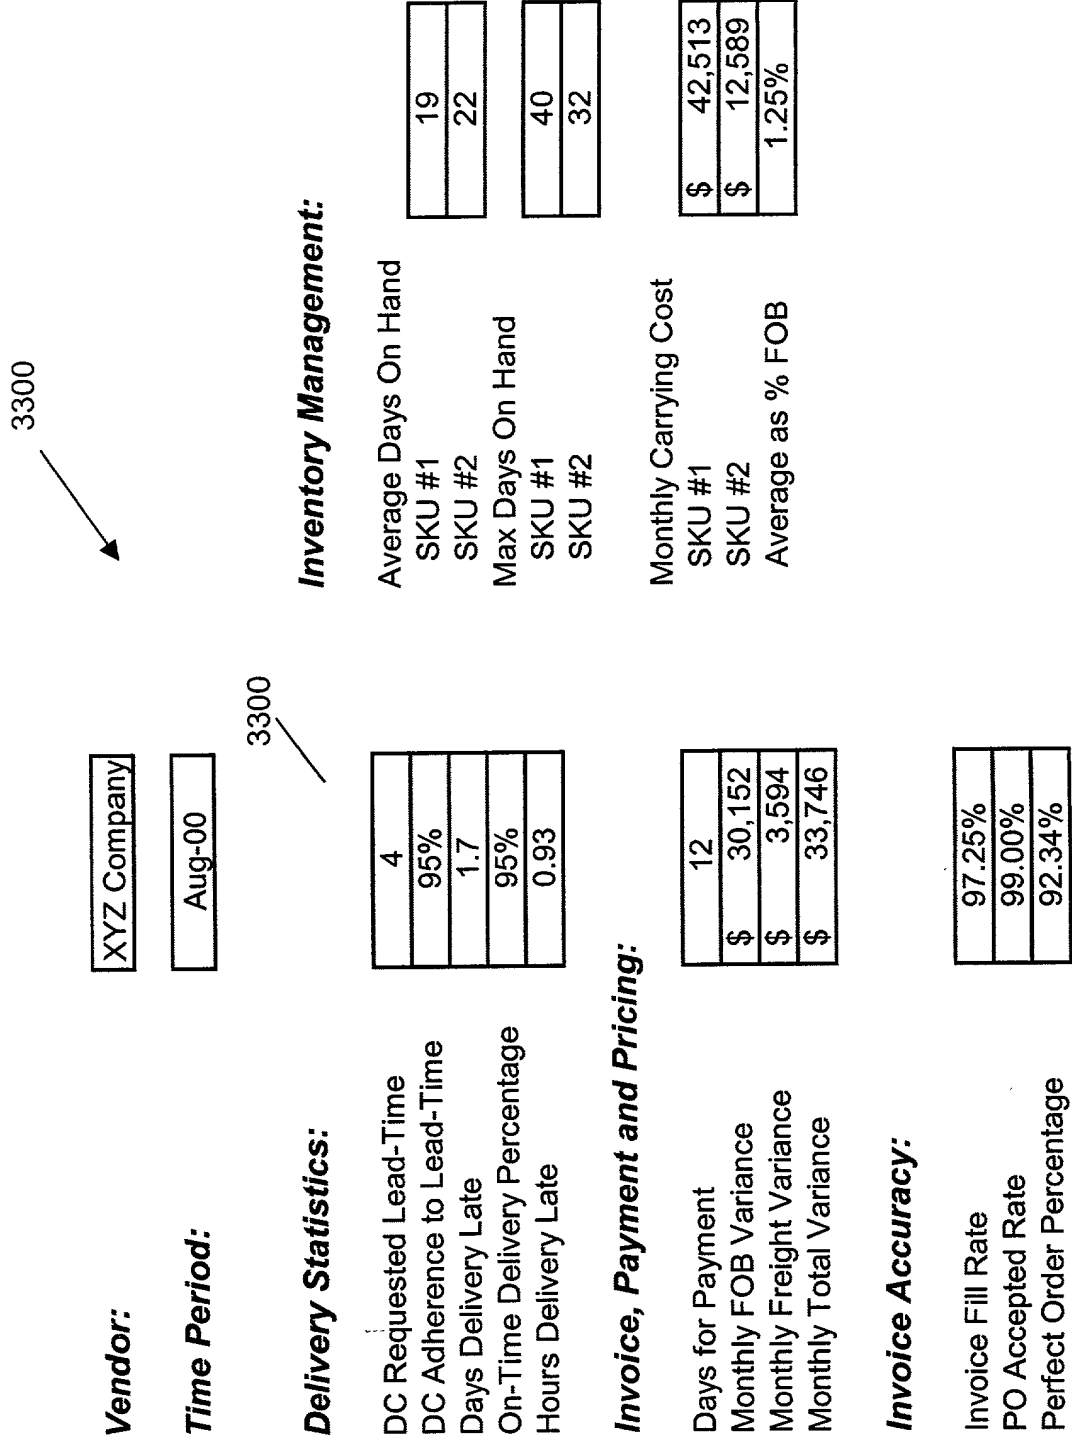 3300
Vendor: XYZ Company
Time Period: Aug-00
3300
Delivery Statistics:
DC Requested Lead-Time 4
DC Adherence to Lead-Time 95%
Days Delivery Late 1.7
On-Time Delivery Percentage 95%
Hours Delivery Late 0.93
Invoice, Payment and Pricing:
Days for Payment 12
Monthly FOB Variance $ 30,152
Monthly Freight Variance $ 3,594
Monthly Total Variance $ 33,746
Invoice Accuracy:
Invoice Fill Rate 97.25%
PO Accepted Rate 99.00%
Perfect Order Percentage 92.34%
Inventory Management:
Average Days On Hand
SKU #1 19
SKU #2 22
Max Days On Hand
SKU #1 40
SKU #2 32
Monthly Carrying Cost
SKU #1 $ 42,513
SKU #2 $ 12,589
Average as % FOB 1.25%